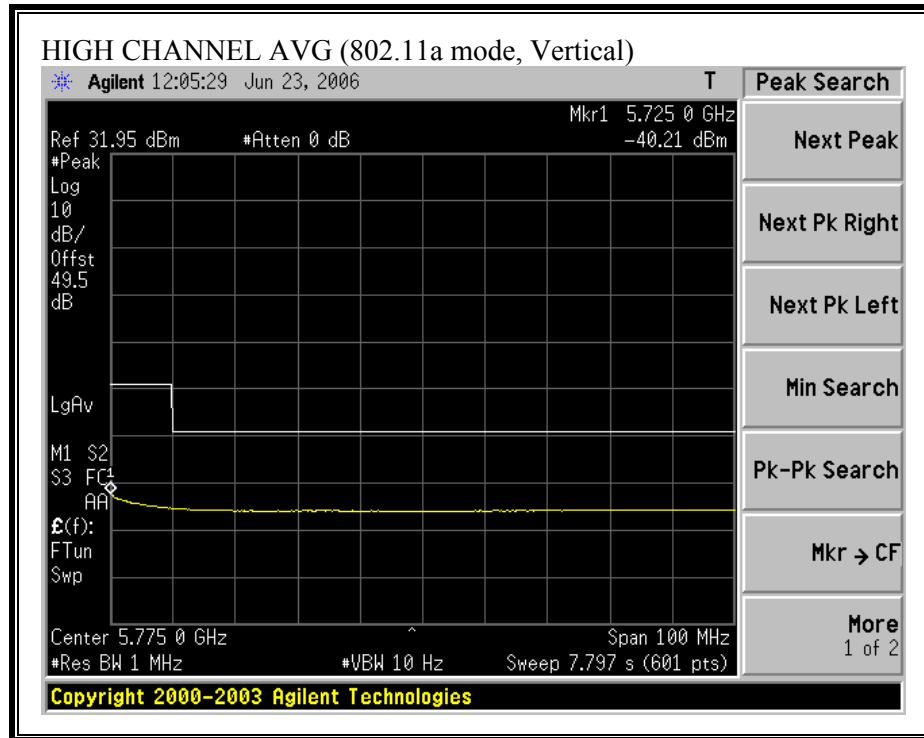 HIGH CHANNEL AVG (802.11a mode, Vertical)
Agilent 12:05:29 Jun 23, 2006 T
Peak Search
Mkr1 5.725 0 GHz
Ref 31.95 dBm #Atten 0 dB -40.21 dBm
#Peak
Log
10
dB/
Offst
49.5
dB
LgAv
M1 S2
S3 FC
AA
£(f):
FTun
Swp
1
Center 5.775 0 GHz ^ Span 100 MHz
#Res BW 1 MHz #VBW 10 Hz Sweep 7.797 s (601 pts)
Copyright 2000-2003 Agilent Technologies
Next Peak
Next Pk Right
Next Pk Left
Min Search
Pk-Pk Search
Mkr → CF
More
1 of 2